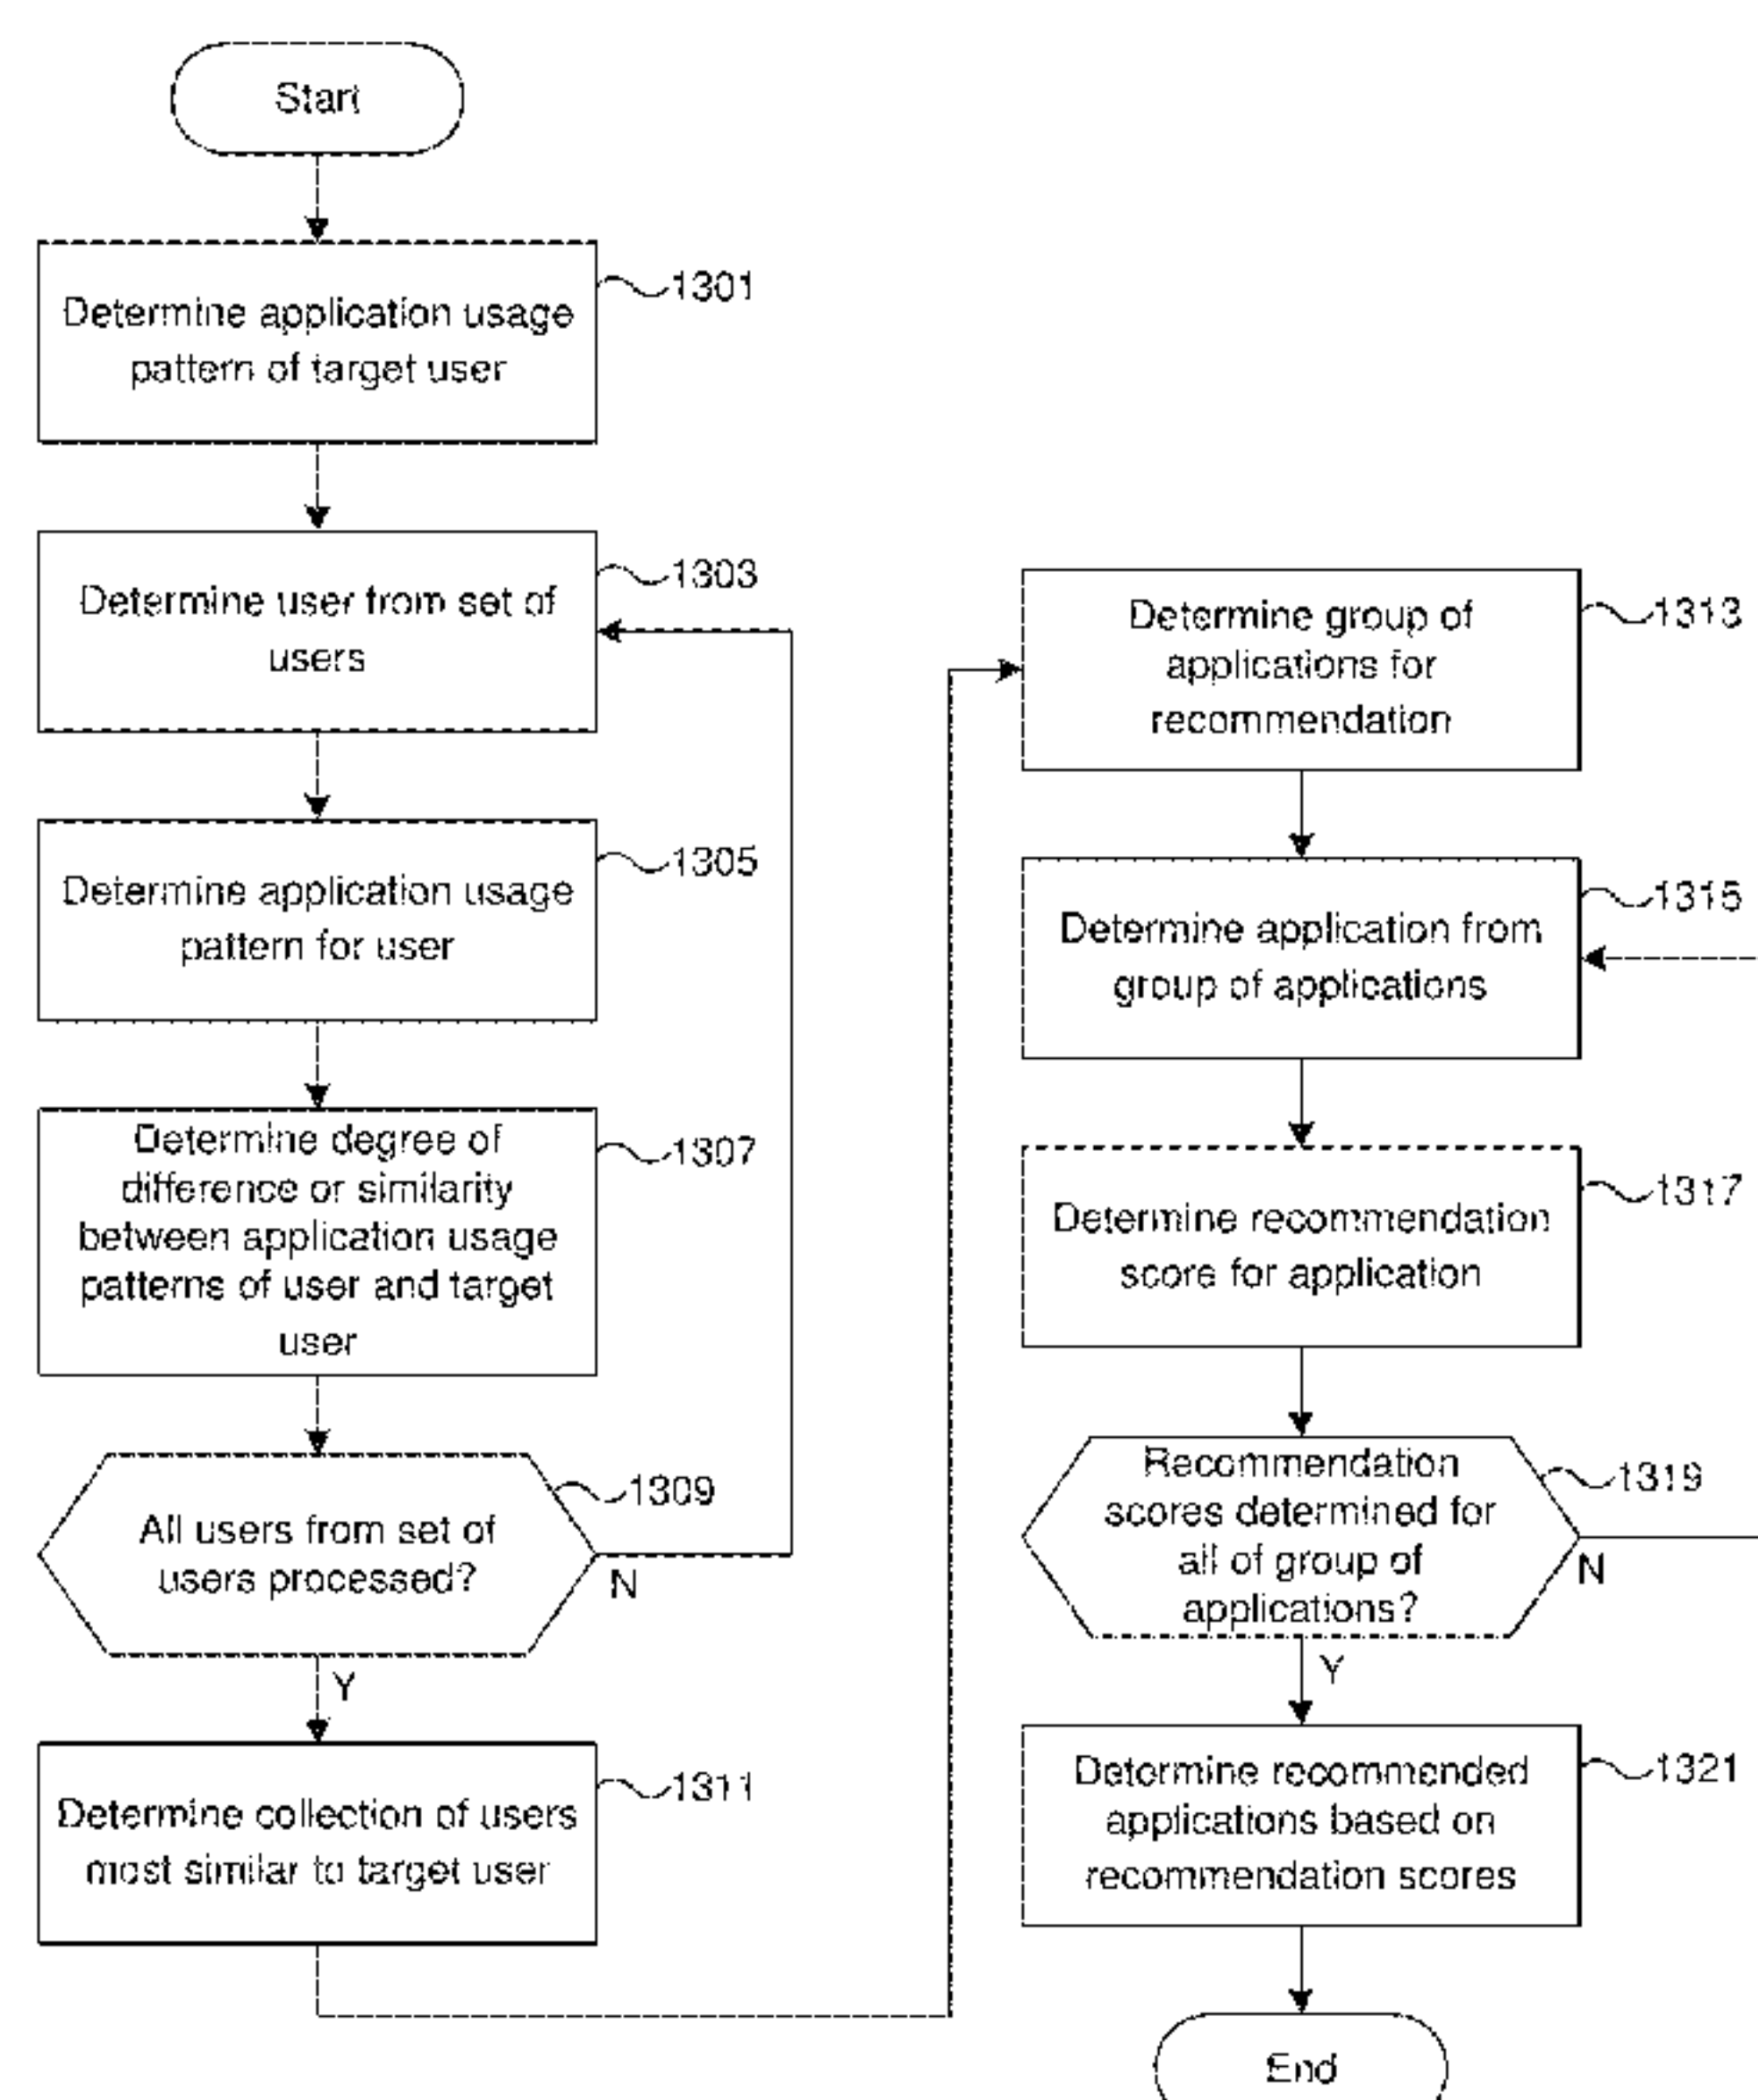 Start
Determine application usage
pattern of target user
1301
Determine user from set of
users
1303
Determine application usage
pattern for user
1305
Determine degree of
difference or similarity
between application usage
patterns of user and target
user
1307
All users from set of
users processed?
1309
N
Y
Determine collection of users
most similar to target user
1311
Determine group of
applications for
recommendation
1313
Determine application from
group of applications
1315
Determine recommendation
score for application
1317
Recommendation
scores determined for
all of group of
applications?
1319
N
Y
Determine recommended
applications based on
recommendation scores
1321
End